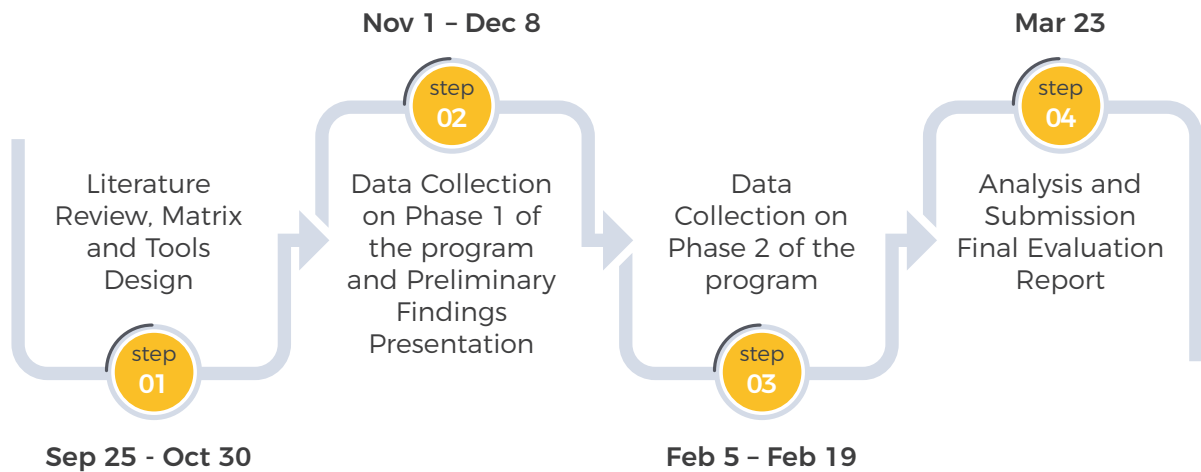 step
01
Sep 25 - Oct 30
Literature
Review, Matrix
and Tools
Design
Nov 1 – Dec 8
step
02
Data Collection
on Phase 1 of
the program
and Preliminary
Findings
Presentation
Data
Collection on
Phase 2 of the
program
step
03
Feb 5 – Feb 19
Mar 23
step
04
Analysis and
Submission
Final Evaluation
Report